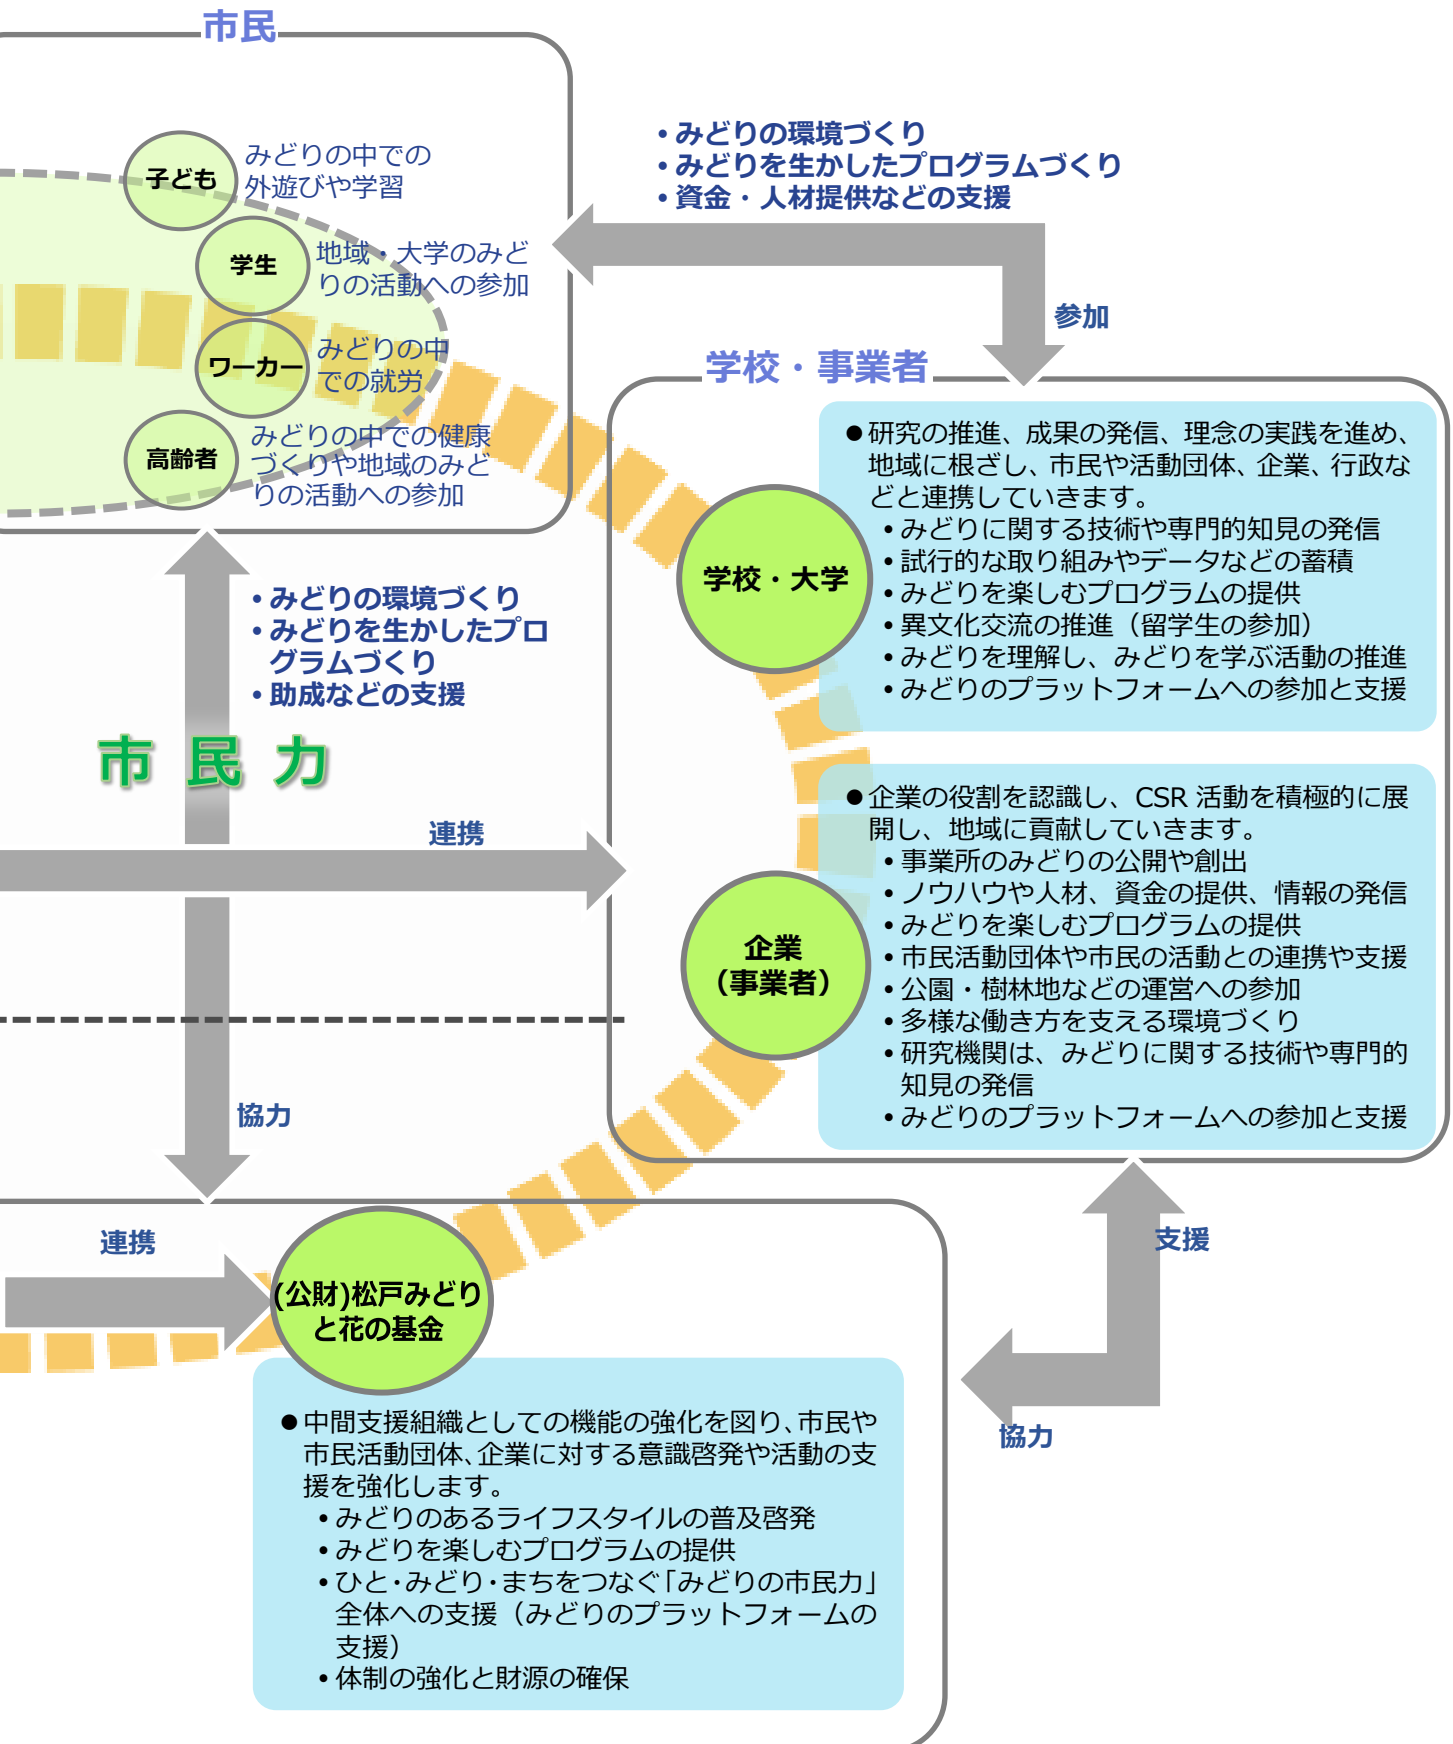 市民
子ども
みどりの中での
外遊びや学習
学生
地域・大学のみど
りの活動への参加
ワーカー
みどりの中
での就労
高齢者
みどりの中での健康
づくりや地域のみど
りの活動への参加
•みどりの環境づくり
•みどりを生かしたプログラムづくり
•資金・人材提供などの支援
参加
•みどりの環境づくり
•みどりを生かしたプロ
グラムづくり
•助成などの支援
市民力
連携
協力
学校・事業者
学校・大学
●研究の推進、成果の発信、理念の実践を進め、
地域に根ざし、市民や活動団体、企業、行政な
どと連携していきます。
•みどりに関する技術や専門的知見の発信
•試行的な取り組みやデータなどの蓄積
•みどりを楽しむプログラムの提供
•異文化交流の推進（留学生の参加）
•みどりを理解し、みどりを学ぶ活動の推進
•みどりのプラットフォームへの参加と支援
企業
（事業者）
●企業の役割を認識し、CSR 活動を積極的に展
開し、地域に貢献していきます。
•事業所のみどりの公開や創出
•ノウハウや人材、資金の提供、情報の発信
•みどりを楽しむプログラムの提供
•市民活動団体や市民の活動との連携や支援
•公園・樹林地などの運営への参加
•多様な働き方を支える環境づくり
•研究機関は、みどりに関する技術や専門的
知見の発信
•みどりのプラットフォームへの参加と支援
支援
協力
連携
(公財)松戸みどり
と花の基金
●中間支援組織としての機能の強化を図り、市民や
市民活動団体、企業に対する意識啓発や活動の支
援を強化します。
•みどりのあるライフスタイルの普及啓発
•みどりを楽しむプログラムの提供
•ひと・みどり・まちをつなぐ「みどりの市民力」
全体への支援（みどりのプラットフォームの
支援）
•体制の強化と財源の確保